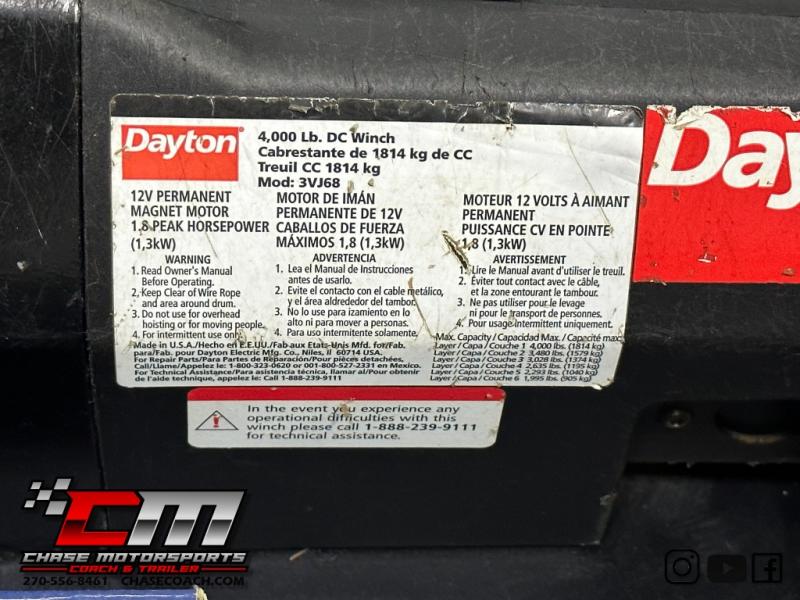 Dayton
4,000 Lb. DC Winch
Cabrestante de 1814 kg de CC
Treuil CC 1814 kg
Mod: 3VJ68
12V PERMANENT
MAGNET MOTOR
1.8 PEAK HORSEPOWER
(1,3kW)
WARNING
1. Read Owner's Manual
Before Operating.
2. Keep Clear of Wire Rope
and area around drum.
3. Do not use for overhead
hoisting or for moving people.
4. For intermittent use only.
MOTOR DE IMÁN
PERMANENTE DE 12V
CABALLOS DE FUERZA
MÁXIMOS 1,8 (1,3kW)
ADVERTENCIA
1. Lea el Manual de Instrucciones
antes de usarlo.
2. Evite el contacto con el cable metálico,
y el área aldrededor del tambor.
3. No lo use para izamiento en lo
alto ni para mover a personas.
4. Para uso intermitente solamente.
MOTEUR 12 VOLTS À AIMANT
PERMANENT
PUISSANCE CV EN POINTE
1,8 (1,3kW)
AVERTISSEMENT
1. Lire le Manual avant d'utiliser le treuil.
2. Éviter tout contact avec le câble,
et la zone entourant le tambour.
3. Ne pas utiliser pour le levage
ni pour le transport de personnes.
4. Pour usage intermittent uniquement.
Made in U.S.A./Hecho en E.E.UU./Fab-aux Etats-Unis Mfd. for/Fab.
para/Fab. pour Dayton Electric Mfg. Co., Niles, Il 60714 USA.
For Repair Parts/Para Partes de Reparación/Pour pièces détachées,
Call/Llame/Appelez le 1-800-323-0620 or 001-800-527-2331 en Mexico.
For Technical Assistance/Para asistencia técnica, llamar al/Pour obtenir
de l'aide technique, appelez le: Call 1-888-239-9111
Max. Capacity / Capacidad Max. / Capacité max.
Layer / Capa / Couche 1 4,000 lbs. (1814 kg)
Layer / Capa / Couche 2 3,480 lbs. (1579 kg)
Layer / Capa / Couche 3 3,028 lbs. (1374 kg)
Layer / Capa / Couche 4 2,635 lbs. (1195 kg)
Layer / Capa / Couche 5 2,293 lbs. (1040 kg)
Layer / Capa / Couche 6 1,995 lbs. (905 kg)
Day
In the event you experience any
operational difficulties with this
winch please call 1-888-239-9111
for technical assistance.
CM
CHASE MOTORSPORTS
COACH & TRAILER
270-556-8461 CHASECOACH.COM